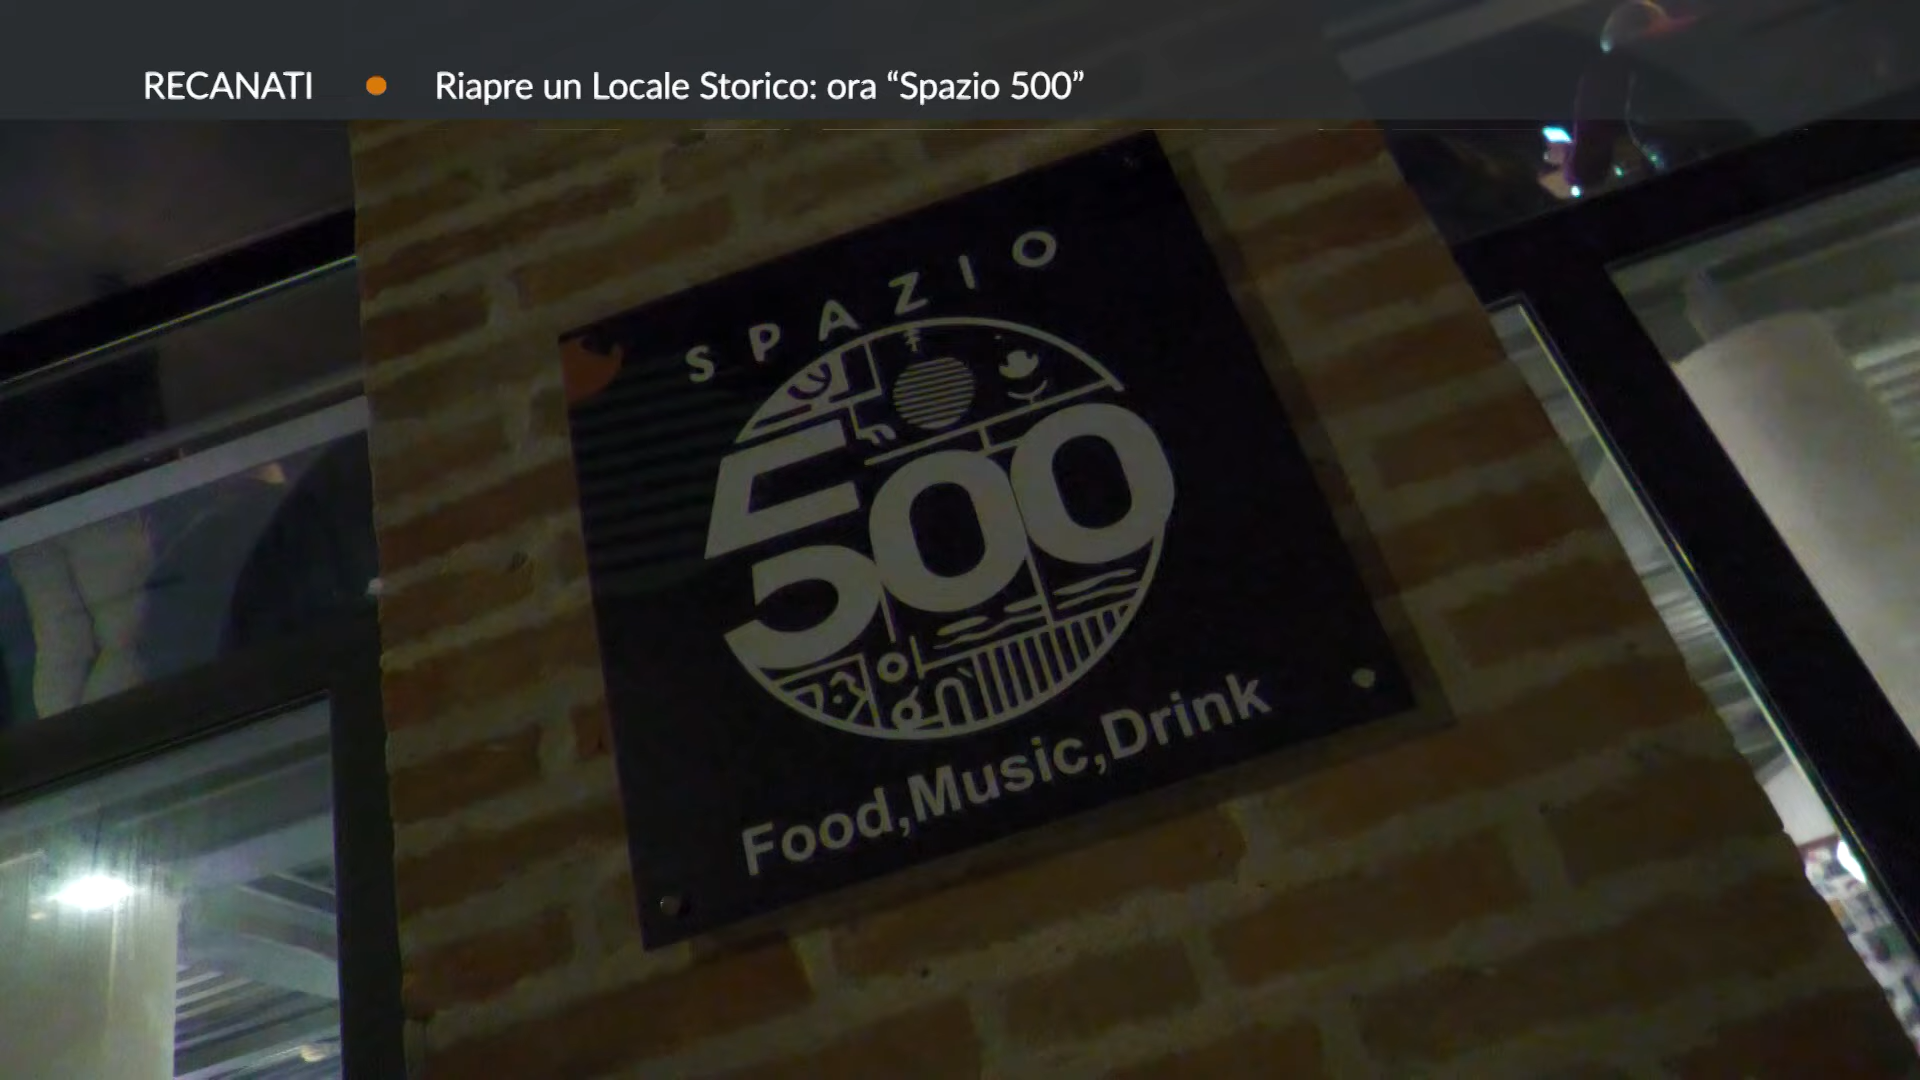 RECANATI • Riapre un Locale Storico: ora “Spazio 500”
SPAZIO
500
Food,Music,Drink